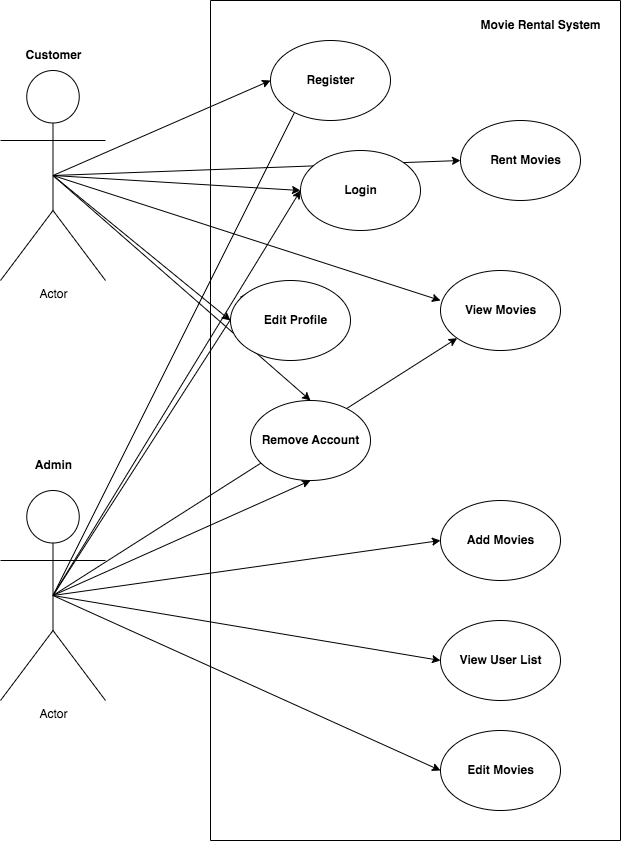 Movie Rental System
Customer
Register
Rent Movies
Login
Actor
View Movies
Edit Profile
Remove Account
Admin
Add Movies
View User List
Actor
Edit Movies